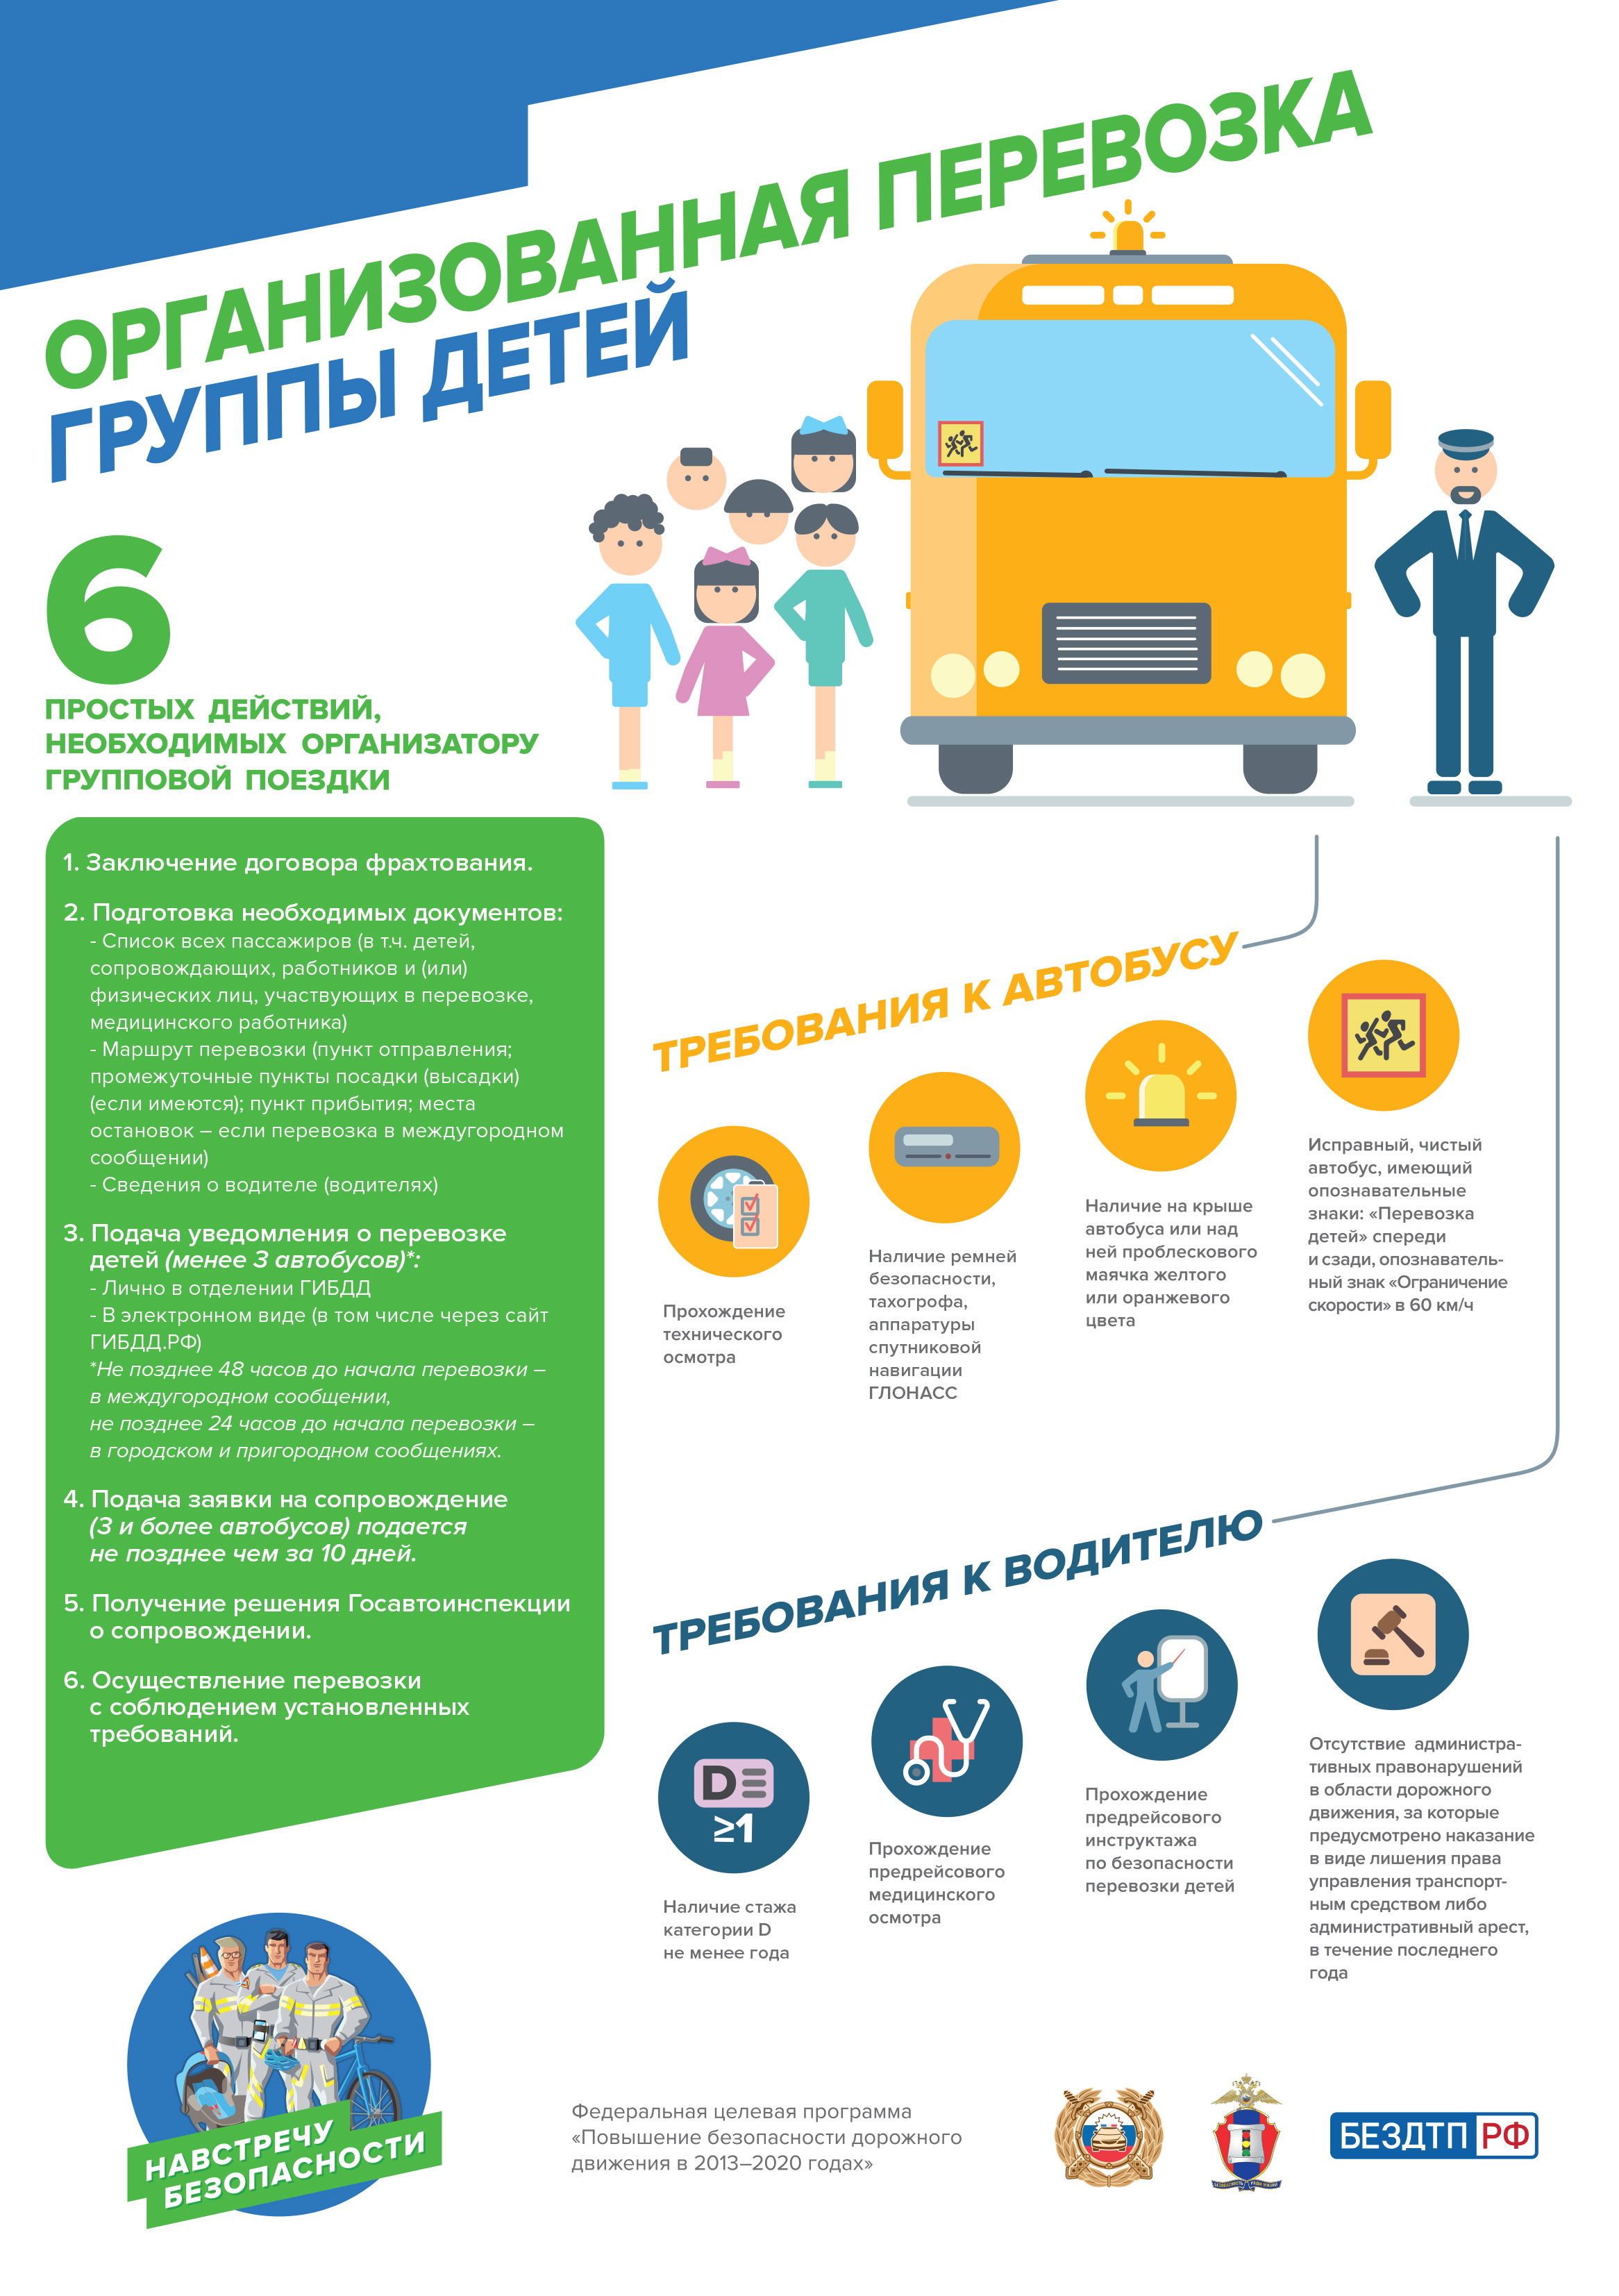 ОРГАНИЗОВАННАЯ ПЕРЕВОЗКА
ГРУППЫ ДЕТЕЙ
6
ПРОСТЫХ ДЕЙСТВИЙ,
НЕОБХОДИМЫХ ОРГАНИЗАТОРУ
ГРУППОВОЙ ПОЕЗДКИ
1. Заключение договора фрахтования.
2. Подготовка необходимых документов:
- Список всех пассажиров (в т.ч. детей,
сопровождающих, работников и (или)
физических лиц, участвующих в перевозке,
медицинского работника)
- Маршрут перевозки (пункт отправления;
промежуточные пункты посадки (высадки)
(если имеются); пункт прибытия; места
остановок – если перевозка в междугородном
сообщении)
- Сведения о водителе (водителях)
3. Подача уведомления о перевозке
детей (менее 3 автобусов)*:
- Лично в отделении ГИБДД
- В электронном виде (в том числе через сайт
ГИБДД.РФ)
*Не позднее 48 часов до начала перевозки –
в междугородном сообщении,
не позднее 24 часов до начала перевозки –
в городском и пригородном сообщениях.
4. Подача заявки на сопровождение
(3 и более автобусов) подается
не позднее чем за 10 дней.
5. Получение решения Госавтоинспекции
о сопровождении.
6. Осуществление перевозки
с соблюдением установленных
требований.
ТРЕБОВАНИЯ К АВТОБУСУ
Прохождение
технического
осмотра
Наличие ремней
безопасности,
тахогрофа,
аппаратуры
спутниковой
навигации
ГЛОНАСС
Наличие на крыше
автобуса или над
ней проблескового
маячка желтого
или оранжевого
цвета
Исправный, чистый
автобус, имеющий
опознавательные
знаки: «Перевозка
детей» спереди
и сзади, опознаватель-
ный знак «Ограничение
скорости» в 60 км/ч
ТРЕБОВАНИЯ К ВОДИТЕЛЮ
D
≥1
Наличие стажа
категории D
не менее года
Прохождение
предрейсового
медицинского
осмотра
Прохождение
предрейсового
инструктажа
по безопасности
перевозки детей
Отсутствие администра-
тивных правонарушений
в области дорожного
движения, за которые
предусмотрено наказание
в виде лишения права
управления транспорт-
ным средством либо
административный арест,
в течение последнего
года
НАВСТРЕЧУ
БЕЗОПАСНОСТИ
Федеральная целевая программа
«Повышение безопасности дорожного
движения в 2013–2020 годах»
БЕЗДТП РФ